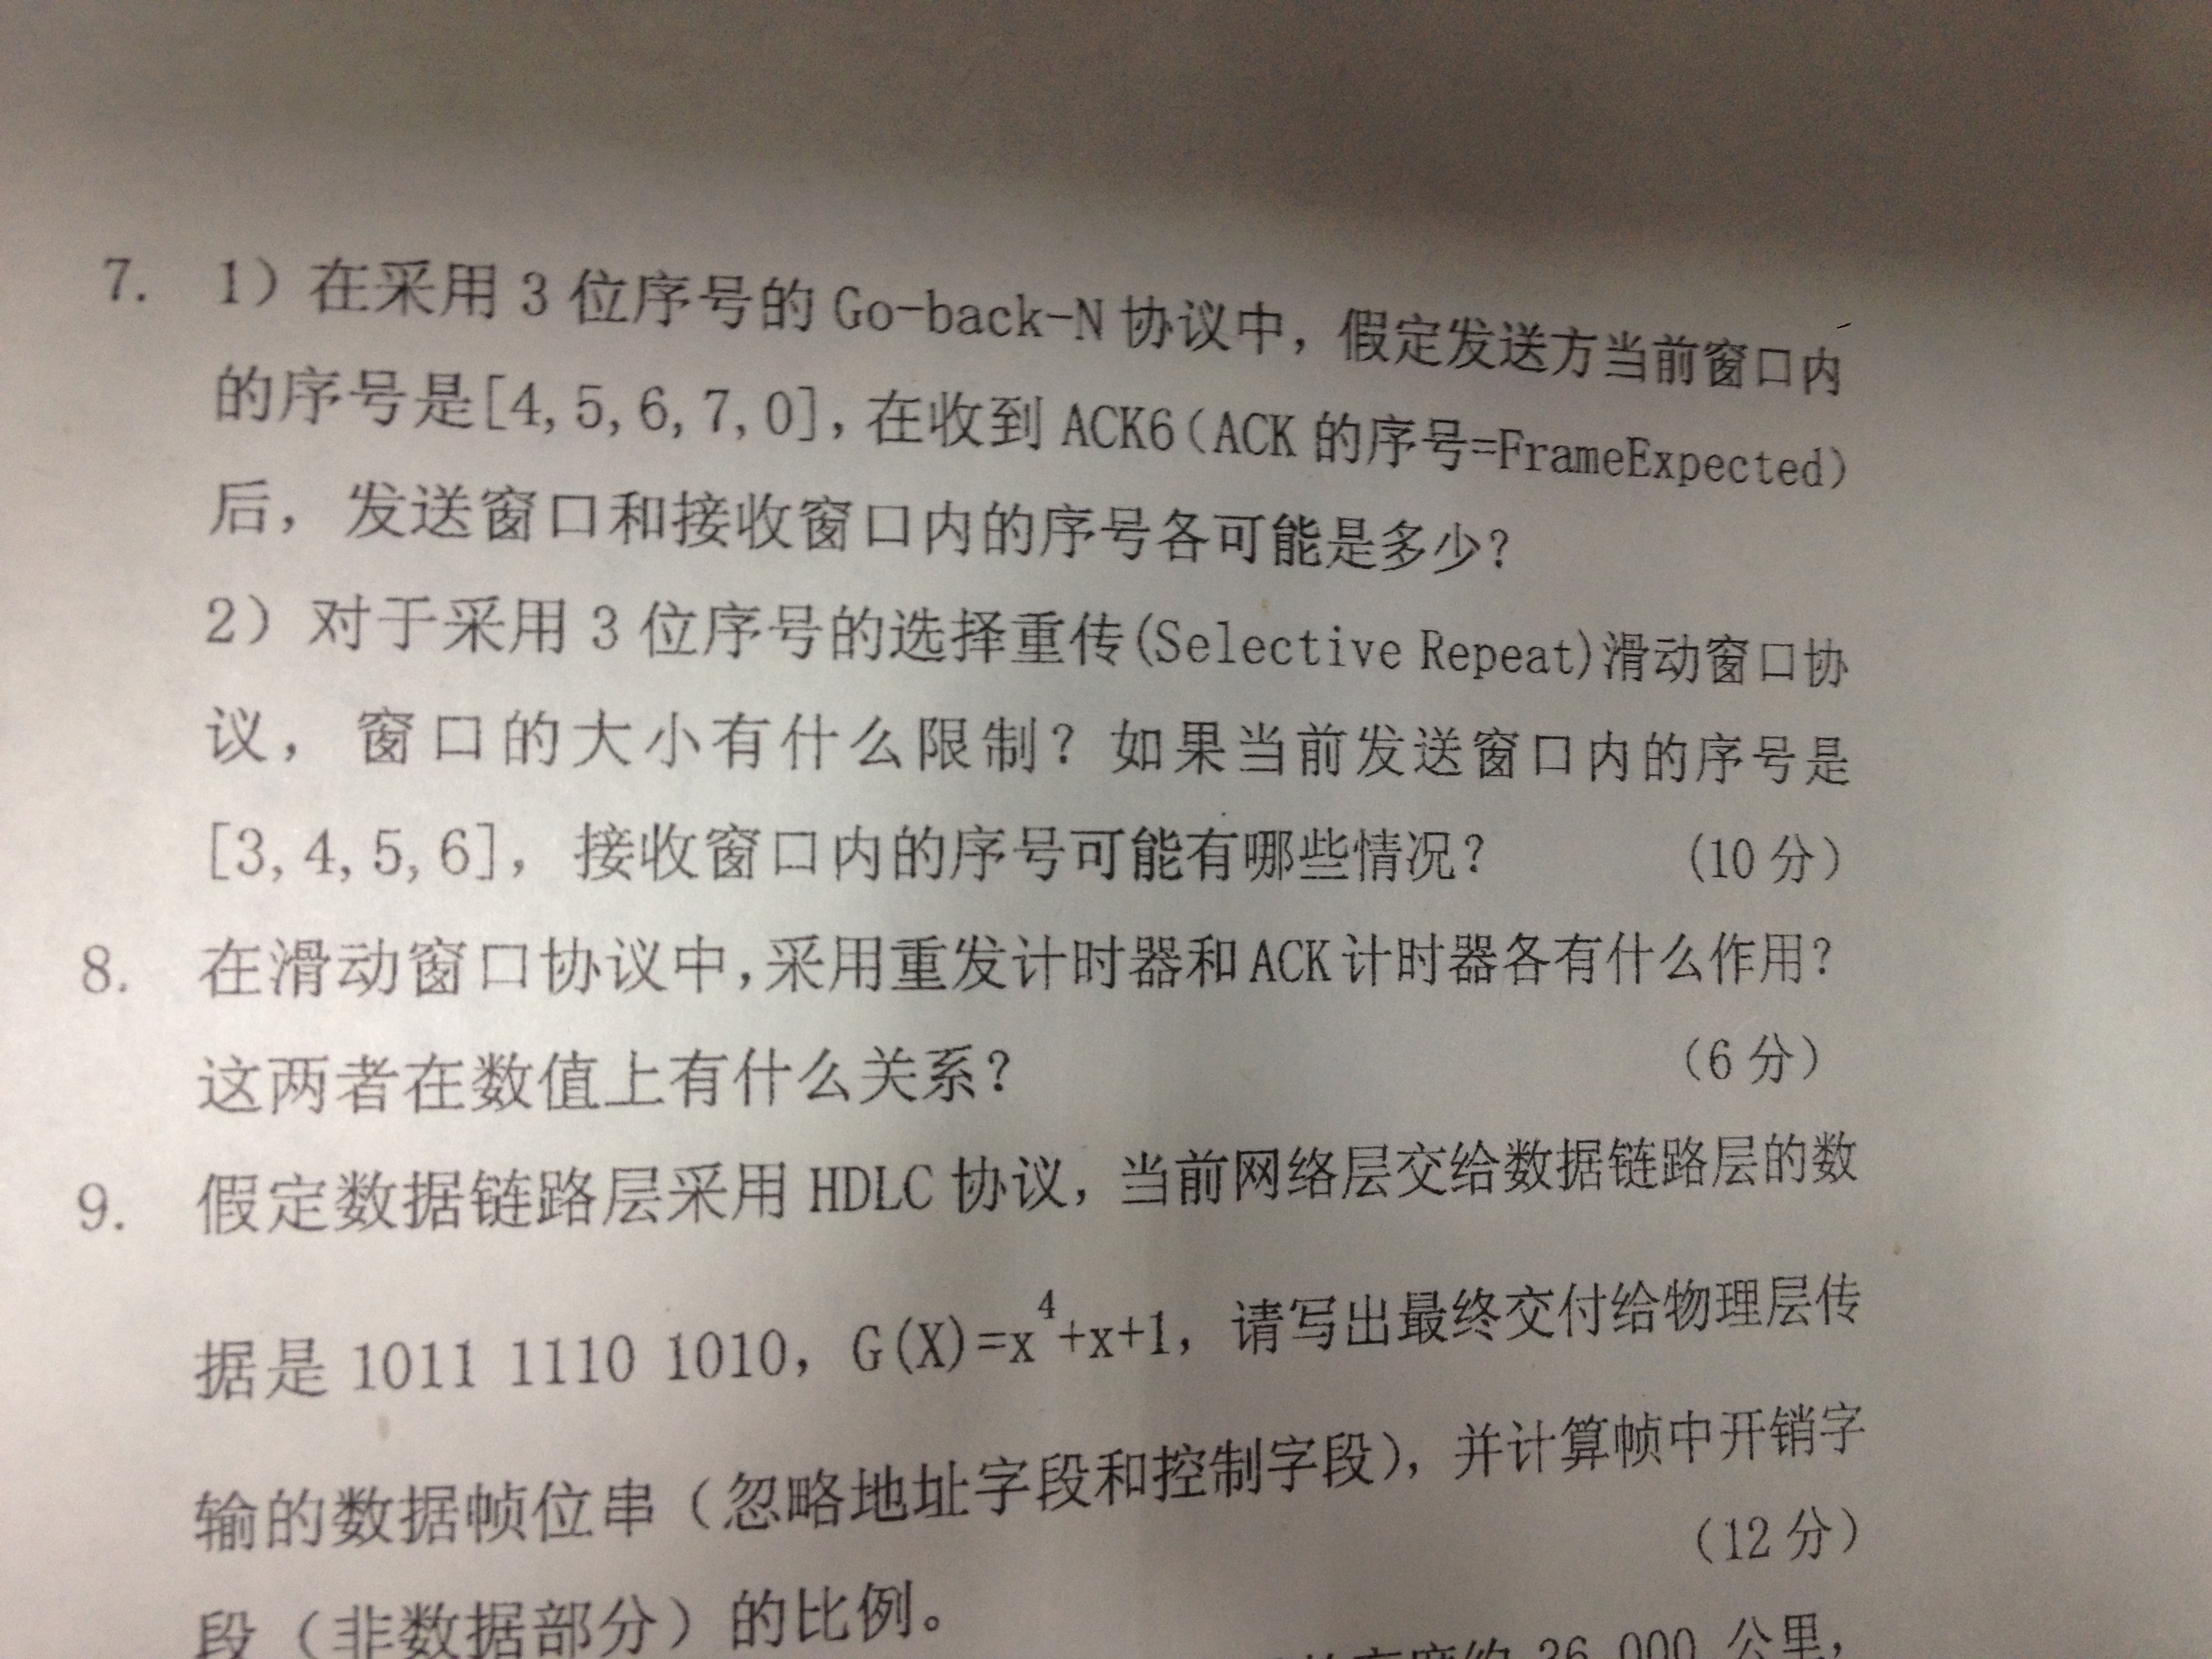 7. 1) 在采用 3 位序号的 Go-back-N 协议中, 假定发送方当前窗口内
的序号是[4,5,6,7,0], 在收到 ACK6(ACK 的序号=FrameExpected)
后, 发送窗口和接收窗口内的序号各可能是多少?
2) 对于采用 3 位序号的选择重传(Selective Repeat)滑动窗口协
议, 窗口的大小有什么限制? 如果当前发送窗口内的序号是
[3,4,5,6], 接收窗口内的序号可能有哪些情况? (10 分)
8. 在滑动窗口协议中,采用重发计时器和 ACK 计时器各有什么作用?
这两者在数值上有什么关系? (6 分)
9. 假定数据链路层采用 HDLC 协议, 当前网络层交给数据链路层的数
据是 1011 1110 1010, G(X)=x⁴+x+1, 请写出最终交付给物理层传
输的数据帧位串(忽略地址字段和控制字段), 并计算帧中开销字
段(非数据部分)的比例。 (12 分)
36 000 公里,